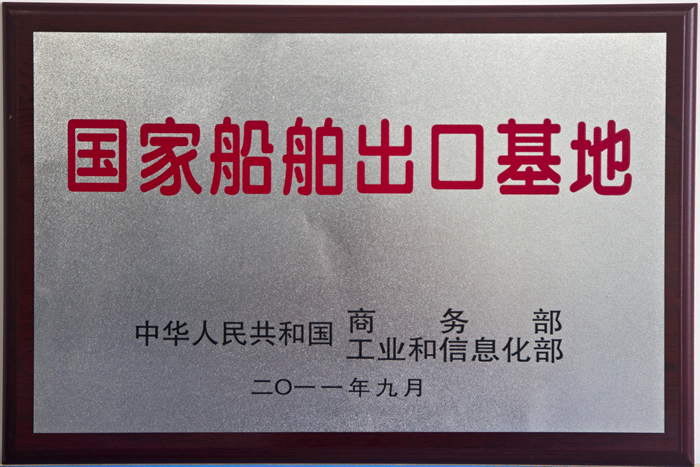 国家船舶出口基地
中华人民共和国 商务部
工业和信息化部
二〇一一年九月